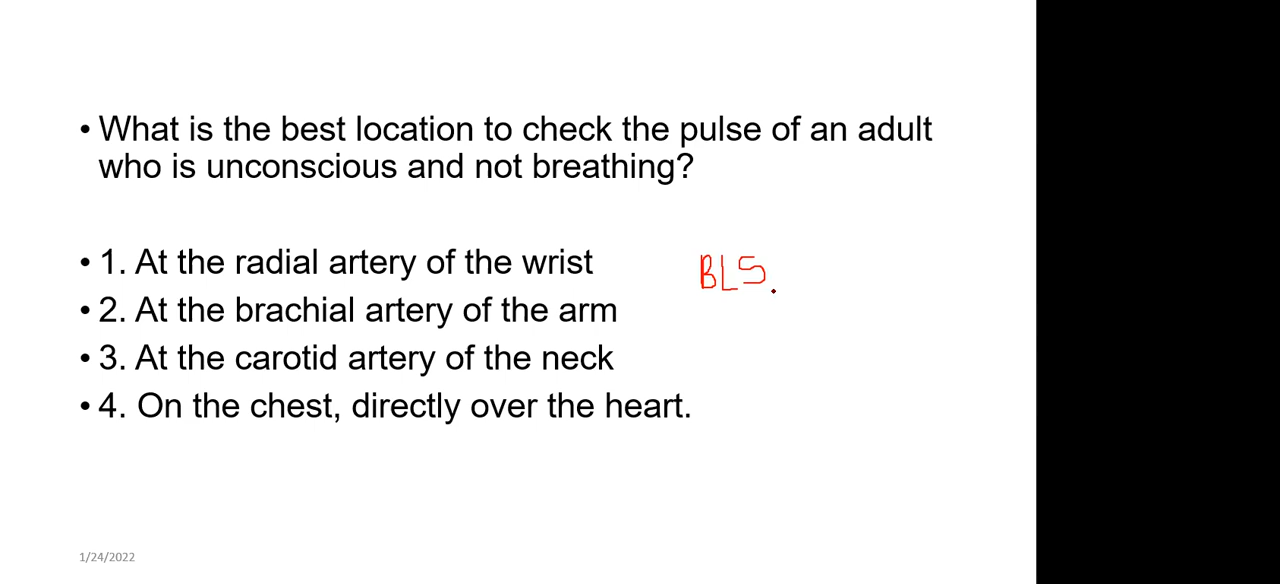 • What is the best location to check the pulse of an adult
who is unconscious and not breathing?
• 1. At the radial artery of the wrist
BLS.
• 2. At the brachial artery of the arm
• 3. At the carotid artery of the neck
• 4. On the chest, directly over the heart.
1/24/2022